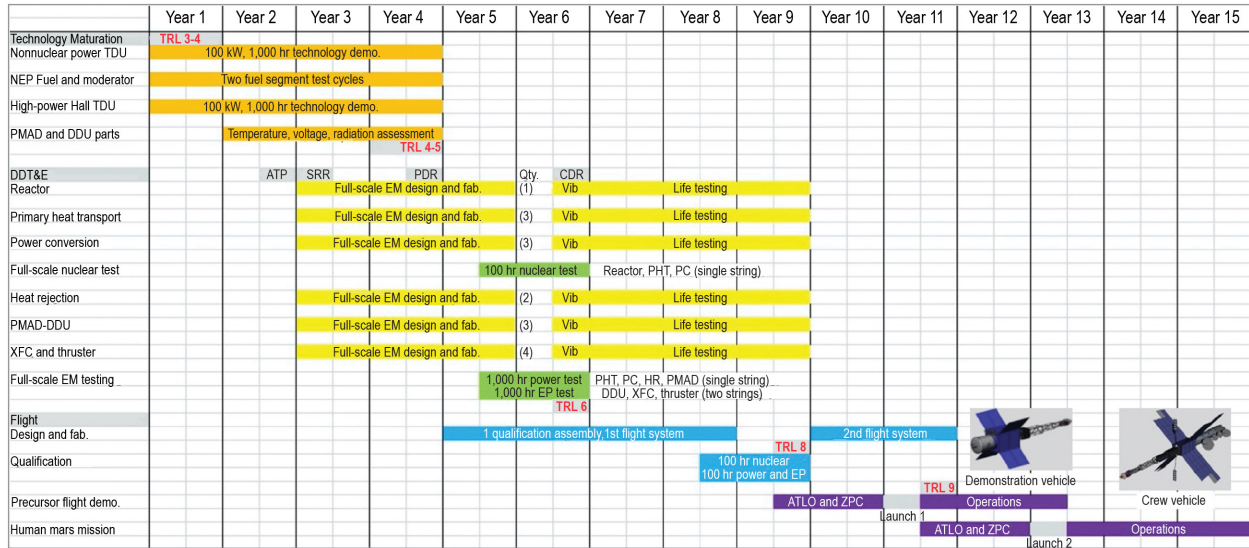 Year 1 Year 2 Year 3 Year 4 Year 5 Year 6 Year 7 Year 8 Year 9 Year 10 Year 11 Year 12 Year 13 Year 14 Year 15
Technology Maturation TRL 3-4
Nonnuclear power TDU 100 kW, 1,000 hr technology demo.
NEP Fuel and moderator Two fuel segment test cycles
High-power Hall TDU 100 kW, 1,000 hr technology demo.
PMAD and DDU parts Temperature, voltage, radiation assessment
TRL 4-5
DDT&E ATP SRR PDR Qty. CDR
Reactor Full-scale EM design and fab. (1) Vib Life testing
Primary heat transport Full-scale EM design and fab. (3) Vib Life testing
Power conversion Full-scale EM design and fab. (3) Vib Life testing
Full-scale nuclear test 100 hr nuclear test Reactor, PHT, PC (single string)
Heat rejection Full-scale EM design and fab. (2) Vib Life testing
PMAD-DDU Full-scale EM design and fab. (3) Vib Life testing
XFC and thruster Full-scale EM design and fab. (4) Vib Life testing
Full-scale EM testing 1,000 hr power test PHT, PC, HR, PMAD (single string)
1,000 hr EP test DDU, XFC, thruster (two strings)
TRL 6
Flight
Design and fab. 1 qualification assembly,1st flight system 2nd flight system
TRL 8
Qualification 100 hr nuclear
100 hr power and EP
Demonstration vehicle
TRL 9
Precursor flight demo. ATLO and ZPC Operations Crew vehicle
Launch 1
Human mars mission ATLO and ZPC Operations
Launch 2